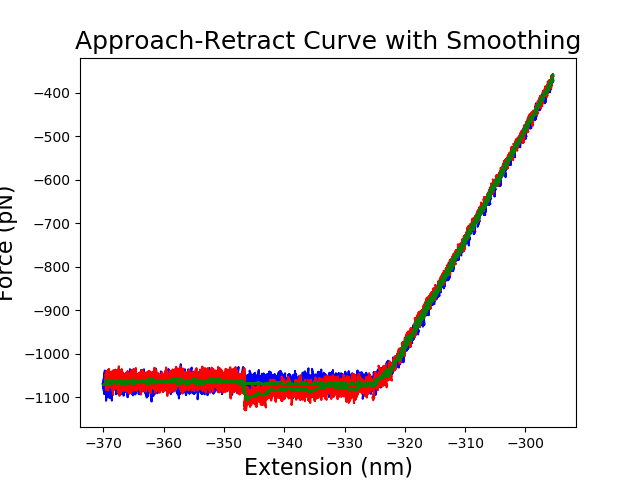 Approach-Retract Curve with Smoothing
Force (pN)
−400
−500
−600
−700
−800
−900
−1000
−1100
−370 −360 −350 −340 −330 −320 −310 −300
Extension (nm)